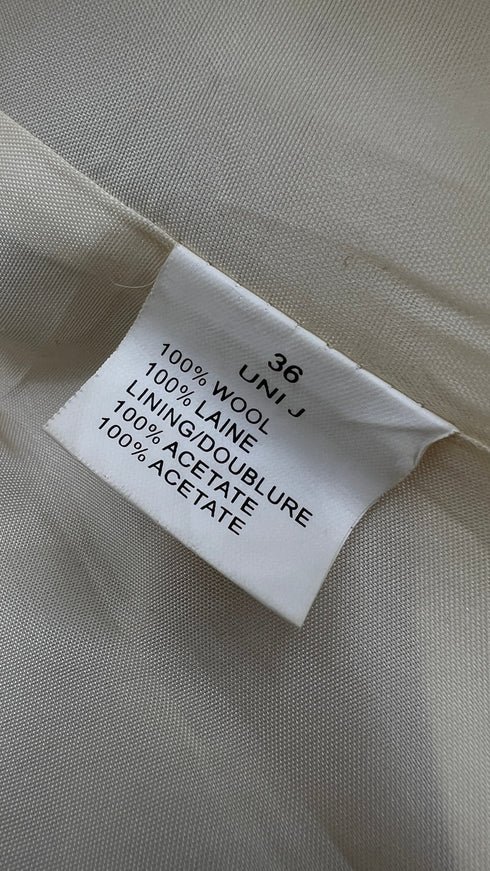 36
UNI J
100% WOOL
100% LAINE
LINING/DOUBLURE
100% ACETATE
100% ACETATE